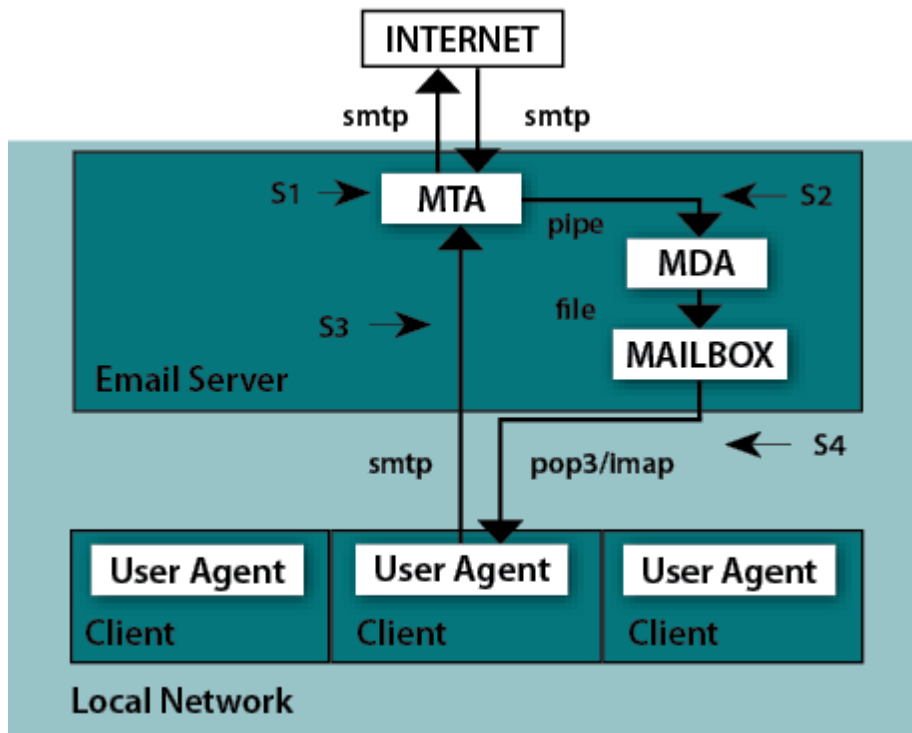 INTERNET
smtp smtp
S1 MTA S2
pipe
MDA
S3 file
MAILBOX
Email Server
S4
smtp pop3/imap
User Agent User Agent User Agent
Client Client Client
Local Network